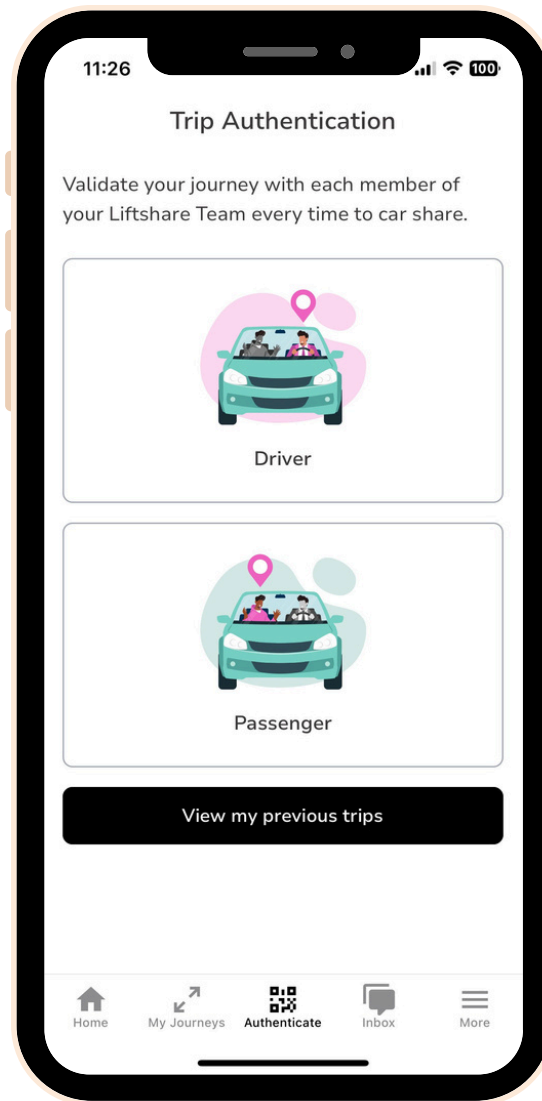 11:26
100
Trip Authentication
Validate your journey with each member of
your Liftshare Team every time to car share.
Driver
Passenger
View my previous trips
Home
My Journeys
Authenticate
Inbox
More